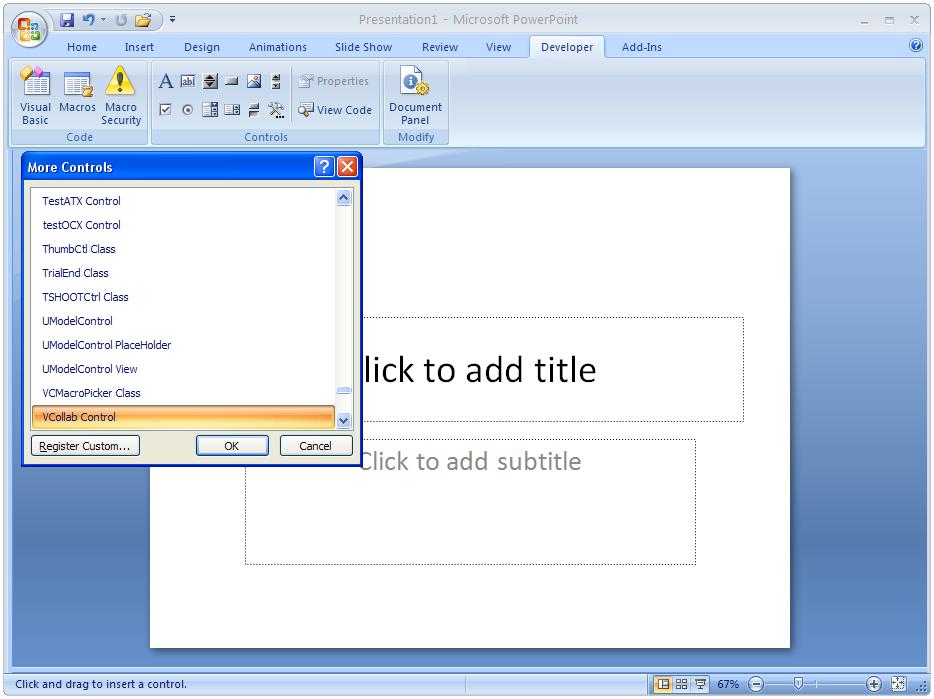 Presentation1 - Microsoft PowerPoint
Home Insert Design Animations Slide Show Review View Developer Add-Ins
Visual Basic
Macros
Macro Security
Code
A
ab|
Properties
View Code
Controls
Document Panel
Modify
More Controls
?
TestATX Control
testOCX Control
ThumbCtl Class
TrialEnd Class
TSHOOTCtrl Class
UModelControl
UModelControl PlaceHolder
UModelControl View
VCMacroPicker Class
VCollab Control
Register Custom...
OK
Cancel
lick to add title
Click to add subtitle
Click and drag to insert a control.
67%